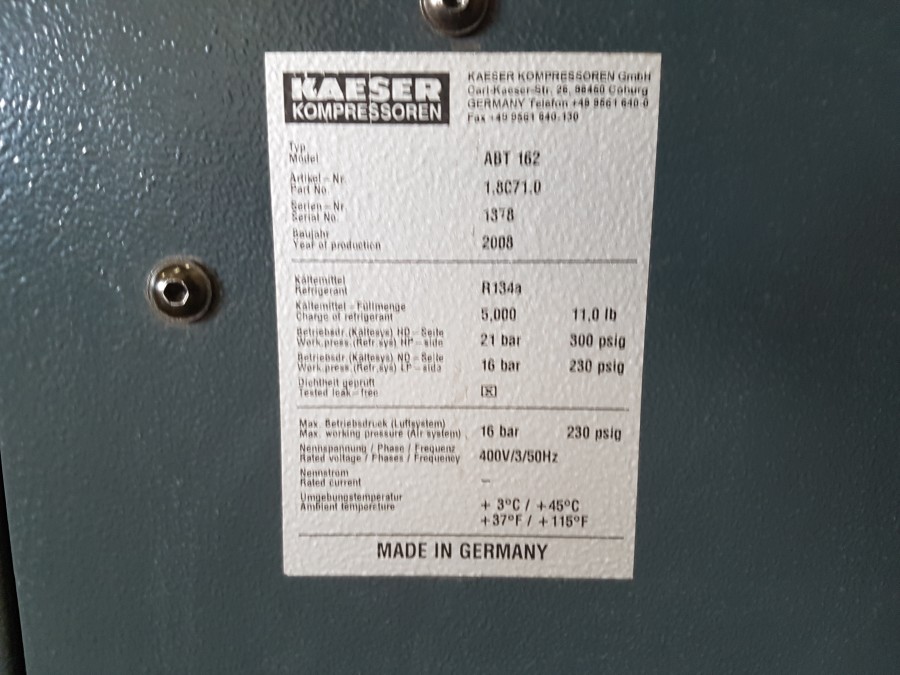 KAESER
KOMPRESSOREN
KAESER KOMPRESSOREN GmbH
Carl-Kaeser-Str. 26, 96450 Coburg
GERMANY Telefon +49 9561 640-0
Fax +49 9561 640-130
Typ
Model ABT 162
Artikel-Nr.
Part No. 1.8071.0
Serien-Nr.
Serial No. 1378
Baujahr
Year of production 2008
Kältemittel
Refrigerant R134a
Kältemittel-Füllmenge
Charge of refrigerant 5,000 11,0 lb
Betriebsdr.(Kältesys) HD-Seite
Work.press.(Refr.sys) HP-side 21 bar 300 psig
Betriebsdr.(Kältesys) ND-Seite
Work.press.(Refr.sys) LP-side 16 bar 230 psig
Dichtheit geprüft
Tested leak-free
Max. Betriebsdruck (Luftsystem)
Max. working pressure (Air system) 16 bar 230 psig
Nennspannung / Phase / Frequenz
Rated voltage / Phases / Frequency 400V/3/50Hz
Nennstrom
Rated current –
Umgebungstemperatur
Ambient temperature + 3°C / +45°C
+37°F / +115°F
MADE IN GERMANY